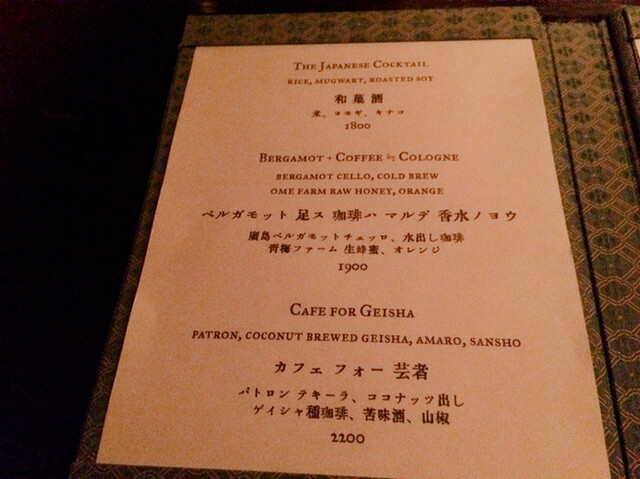 The Japanese Cocktail
rice, mugwart, roasted soy
和菓酒
米、ヨモギ、キナコ
1800
Bergamot + Coffee ≒ Cologne
bergamot cello, cold brew
ome farm raw honey, orange
ベルガモット 足ス 珈琲ハ マルデ 香水ノヨウ
広島ベルガモットチェッロ、水出し珈琲
青梅ファーム 生蜂蜜、オレンジ
1900
Cafe for Geisha
patron, coconut brewed geisha, amaro, sansho
カフェ フォー 芸者
パトロン テキーラ、ココナッツ出し
ゲイシャ種珈琲、苦味酒、山椒
2200